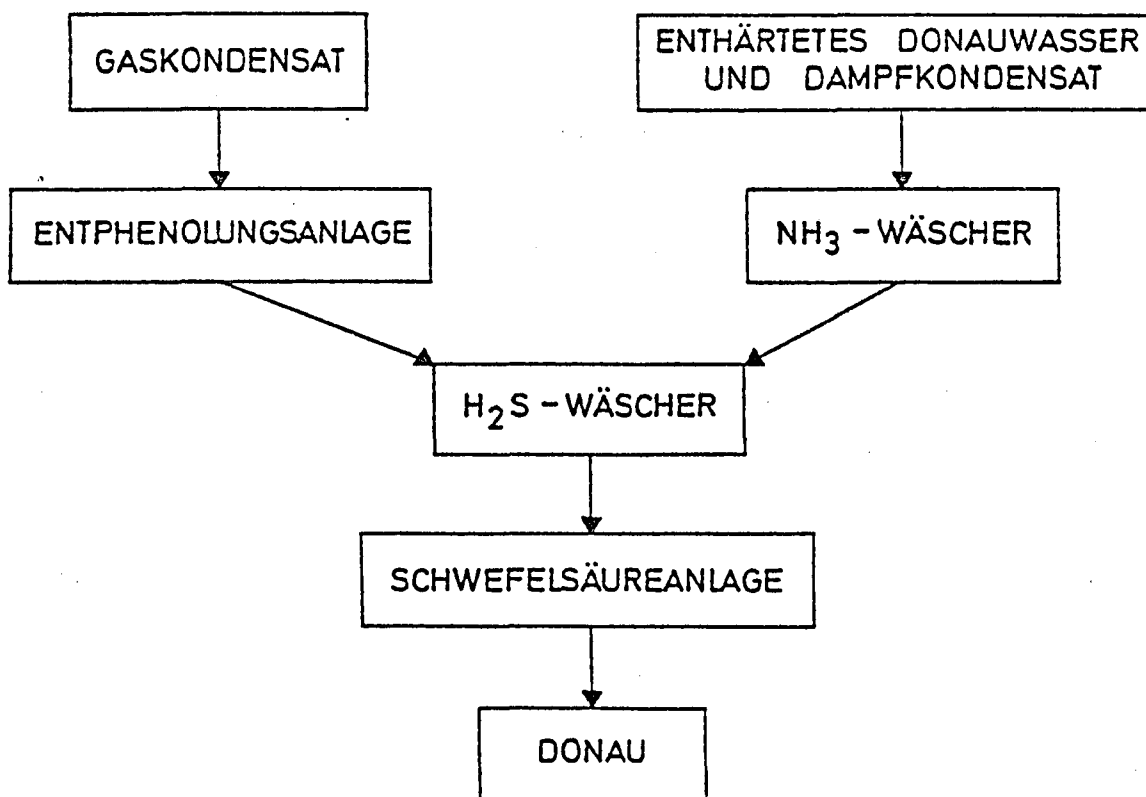 GASKONDENSAT
ENTHÄRTETES DONAUWASSER
UND DAMPFKONDENSAT
ENTPHENOLUNGSANLAGE
NH₃ - WÄSCHER
H₂S - WÄSCHER
SCHWEFELSÄUREANLAGE
DONAU